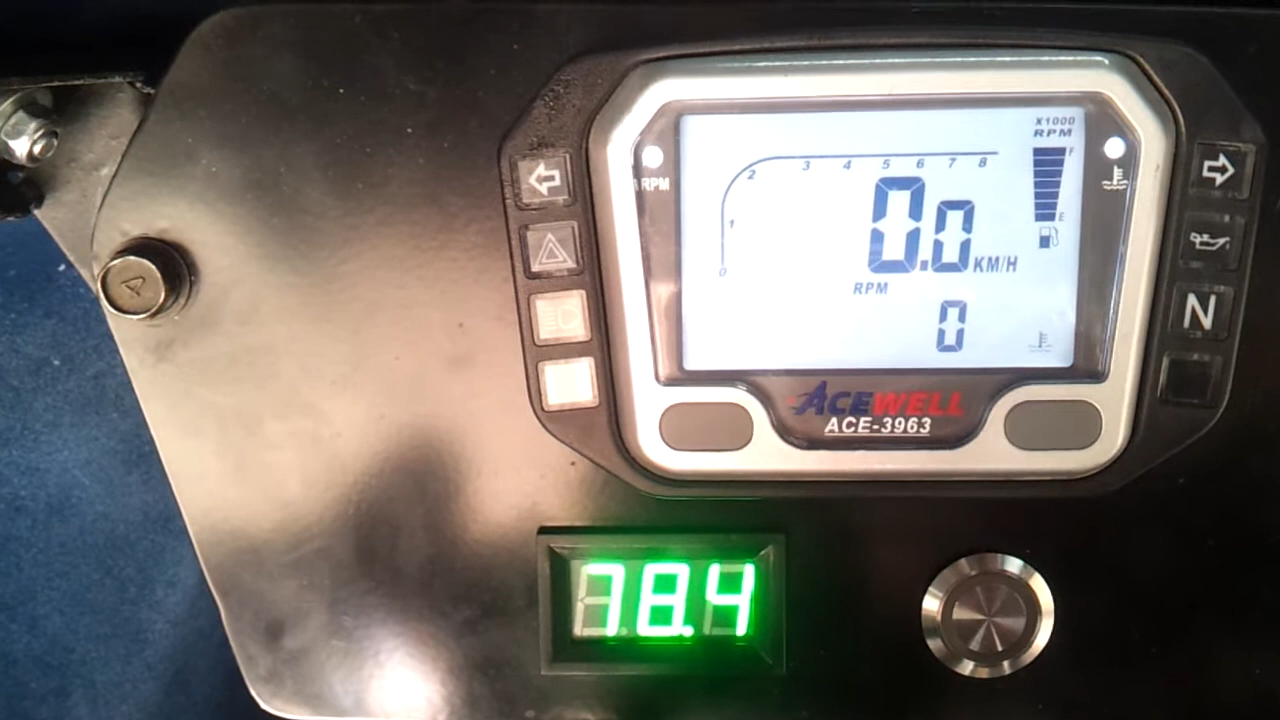 X1000
RPM
F
RPM
0 1 2 3 4 5 6 7 8
0.0 KM/H
E
RPM
0
N
ACEWELL
ACE-3963
78.4
4